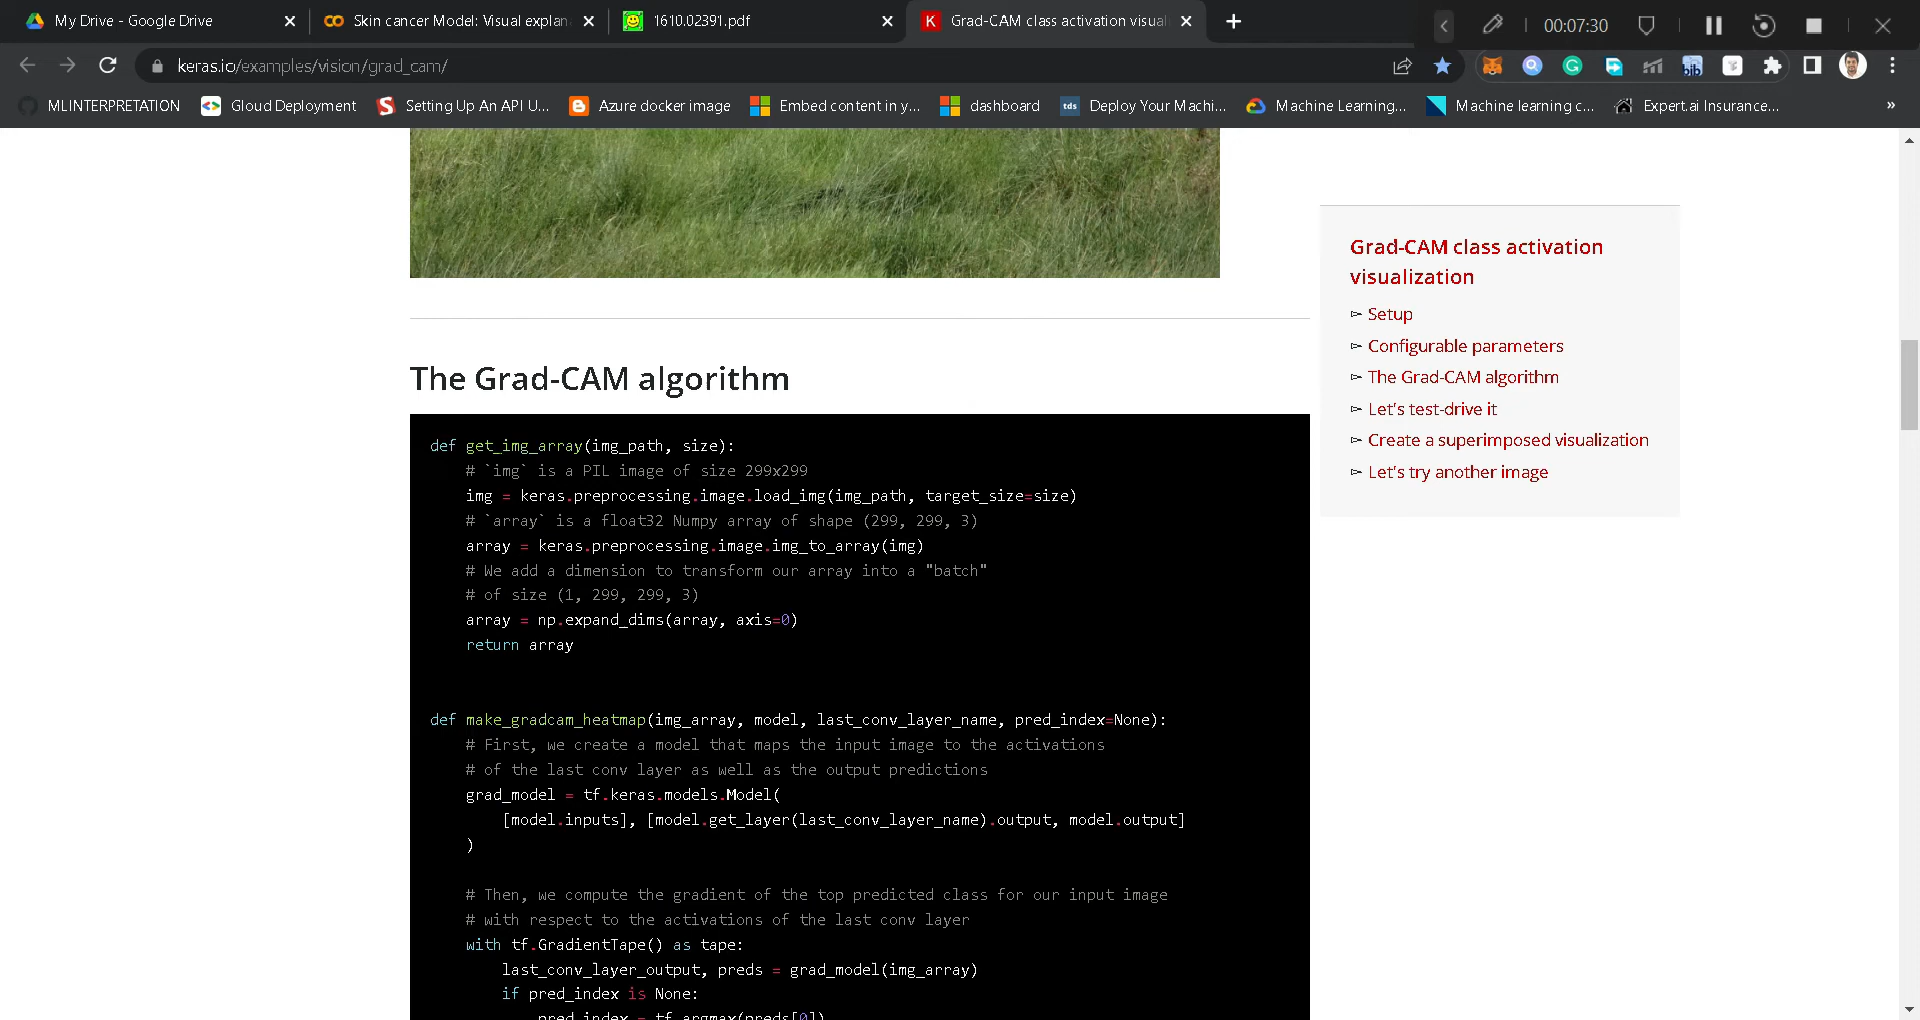 My Drive - Google Drive
Skin cancer Model: Visual explan
1610.02391.pdf
Grad-CAM class activation visual
00:07:30
keras.io/examples/vision/grad_cam/
MLINTERPRETATION
Gloud Deployment
Setting Up An API U...
Azure docker image
Embed content in y...
dashboard
tds
Deploy Your Machi...
Machine Learning...
Machine learning c...
Expert.ai Insurance...
»
Grad-CAM class activation
visualization
▻ Setup
▻ Configurable parameters
▻ The Grad-CAM algorithm
▻ Let's test-drive it
▻ Create a superimposed visualization
▻ Let's try another image
The Grad-CAM algorithm
def get_img_array(img_path, size):
# `img` is a PIL image of size 299x299
img = keras.preprocessing.image.load_img(img_path, target_size=size)
# `array` is a float32 Numpy array of shape (299, 299, 3)
array = keras.preprocessing.image.img_to_array(img)
# We add a dimension to transform our array into a "batch"
# of size (1, 299, 299, 3)
array = np.expand_dims(array, axis=0)
return array
def make_gradcam_heatmap(img_array, model, last_conv_layer_name, pred_index=None):
# First, we create a model that maps the input image to the activations
# of the last conv layer as well as the output predictions
grad_model = tf.keras.models.Model(
[model.inputs], [model.get_layer(last_conv_layer_name).output, model.output]
)
# Then, we compute the gradient of the top predicted class for our input image
# with respect to the activations of the last conv layer
with tf.GradientTape() as tape:
last_conv_layer_output, preds = grad_model(img_array)
if pred_index is None:
pred_index = tf.argmax(preds[0])